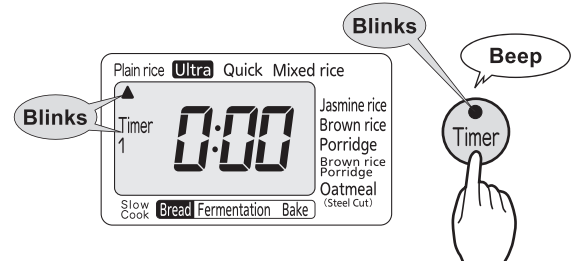 Blinks
Beep
Plain rice Ultra Quick Mixed rice
Blinks
Timer
1
0:00
Jasmine rice
Brown rice
Porridge
Brown rice
Porridge
Oatmeal
(Steel Cut)
Slow
Cook
Bread Fermentation Bake
Timer